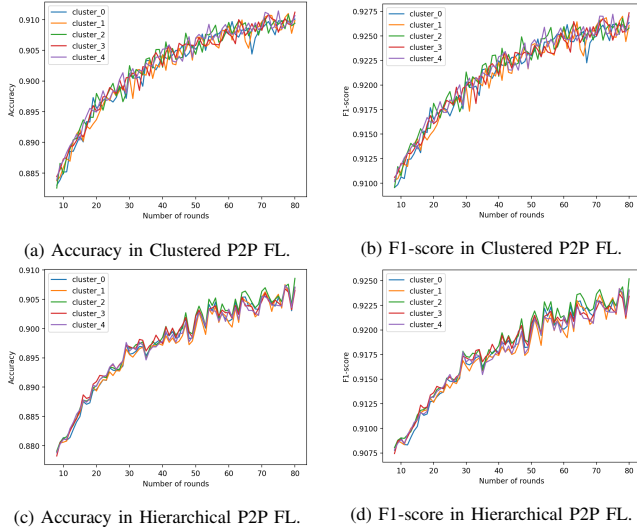 0.910
0.905
0.900
0.895
0.890
0.885
Accuracy
cluster_0
cluster_1
cluster_2
cluster_3
cluster_4
10 20 30 40 50 60 70 80
Number of rounds
(a) Accuracy in Clustered P2P FL.
0.9275
0.9250
0.9225
0.9200
0.9175
0.9150
0.9125
0.9100
F1-score
cluster_0
cluster_1
cluster_2
cluster_3
cluster_4
10 20 30 40 50 60 70 80
Number of rounds
(b) F1-score in Clustered P2P FL.
0.910
0.905
0.900
0.895
0.890
0.885
0.880
Accuracy
cluster_0
cluster_1
cluster_2
cluster_3
cluster_4
10 20 30 40 50 60 70 80
Number of rounds
(c) Accuracy in Hierarchical P2P FL.
0.9250
0.9225
0.9200
0.9175
0.9150
0.9125
0.9100
0.9075
F1-score
cluster_0
cluster_1
cluster_2
cluster_3
cluster_4
10 20 30 40 50 60 70 80
Number of rounds
(d) F1-score in Hierarchical P2P FL.